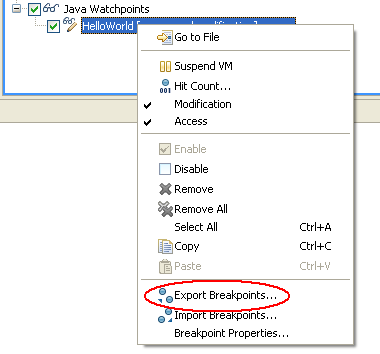 Java Watchpoints
HelloWorld
Go to File
Suspend VM
Hit Count...
Modification
Access
Enable
Disable
Remove
Remove All
Select All Ctrl+A
Copy Ctrl+C
Paste Ctrl+V
Export Breakpoints...
Import Breakpoints...
Breakpoint Properties...